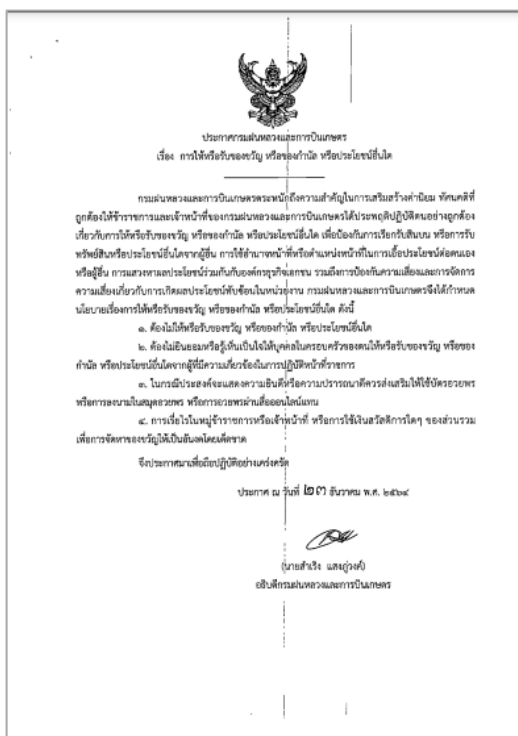 ประกาศกรมฝนหลวงและการบินเกษตร
เรื่อง การให้หรือรับของขวัญ หรือของกำนัล หรือประโยชน์อื่นใด
กรมฝนหลวงและการบินเกษตรตระหนักถึงความสำคัญในการเสริมสร้างค่านิยม ทัศนคติที่
ถูกต้องให้ข้าราชการและเจ้าหน้าที่ของกรมฝนหลวงและการบินเกษตรได้ประพฤติปฏิบัติตนอย่างถูกต้อง
เกี่ยวกับการให้หรือรับของขวัญ หรือของกำนัล หรือประโยชน์อื่นใด เพื่อป้องกันการเรียกรับสินบน หรือการรับ
ทรัพย์สินหรือประโยชน์อื่นใดจากผู้อื่น การใช้อำนาจหน้าที่หรือตำแหน่งหน้าที่ในการเอื้อประโยชน์ต่อตนเอง
หรือผู้อื่น การแสวงหาผลประโยชน์ร่วมกันกับองค์กรธุรกิจเอกชน รวมถึงการป้องกันความเสี่ยงและการจัดการ
ความเสี่ยงเกี่ยวกับการเกิดผลประโยชน์ทับซ้อนในหน่วยงาน กรมฝนหลวงและการบินเกษตรจึงได้กำหนด
นโยบายเรื่องการให้หรือรับของขวัญ หรือของกำนัล หรือประโยชน์อื่นใด ดังนี้
๑. ต้องไม่ให้หรือรับของขวัญ หรือของกำนัล หรือประโยชน์อื่นใด
๒. ต้องไม่ยินยอมหรือรู้เห็นเป็นใจให้บุคคลในครอบครัวของตนให้หรือรับของขวัญ หรือของ
กำนัล หรือประโยชน์อื่นใดจากผู้ที่มีความเกี่ยวข้องในการปฏิบัติหน้าที่ราชการ
๓. ในกรณีประสงค์จะแสดงความยินดีหรือความปรารถนาดีควรส่งเสริมให้ใช้บัตรอวยพร
หรือการลงนามในสมุดอวยพร หรือการอวยพรผ่านสื่อออนไลน์แทน
๔. การเรี่ยไรในหมู่ข้าราชการหรือเจ้าหน้าที่ หรือการใช้เงินสวัสดิการใดๆ ของส่วนรวม
เพื่อการจัดหาของขวัญให้เป็นอันงดโดยเด็ดขาด
จึงประกาศมาเพื่อถือปฏิบัติอย่างเคร่งครัด
ประกาศ ณ วันที่ ๒๓ ธันวาคม พ.ศ. ๒๕๖๔
(นายสำเริง แสงภู่วงค์)
อธิบดีกรมฝนหลวงและการบินเกษตร